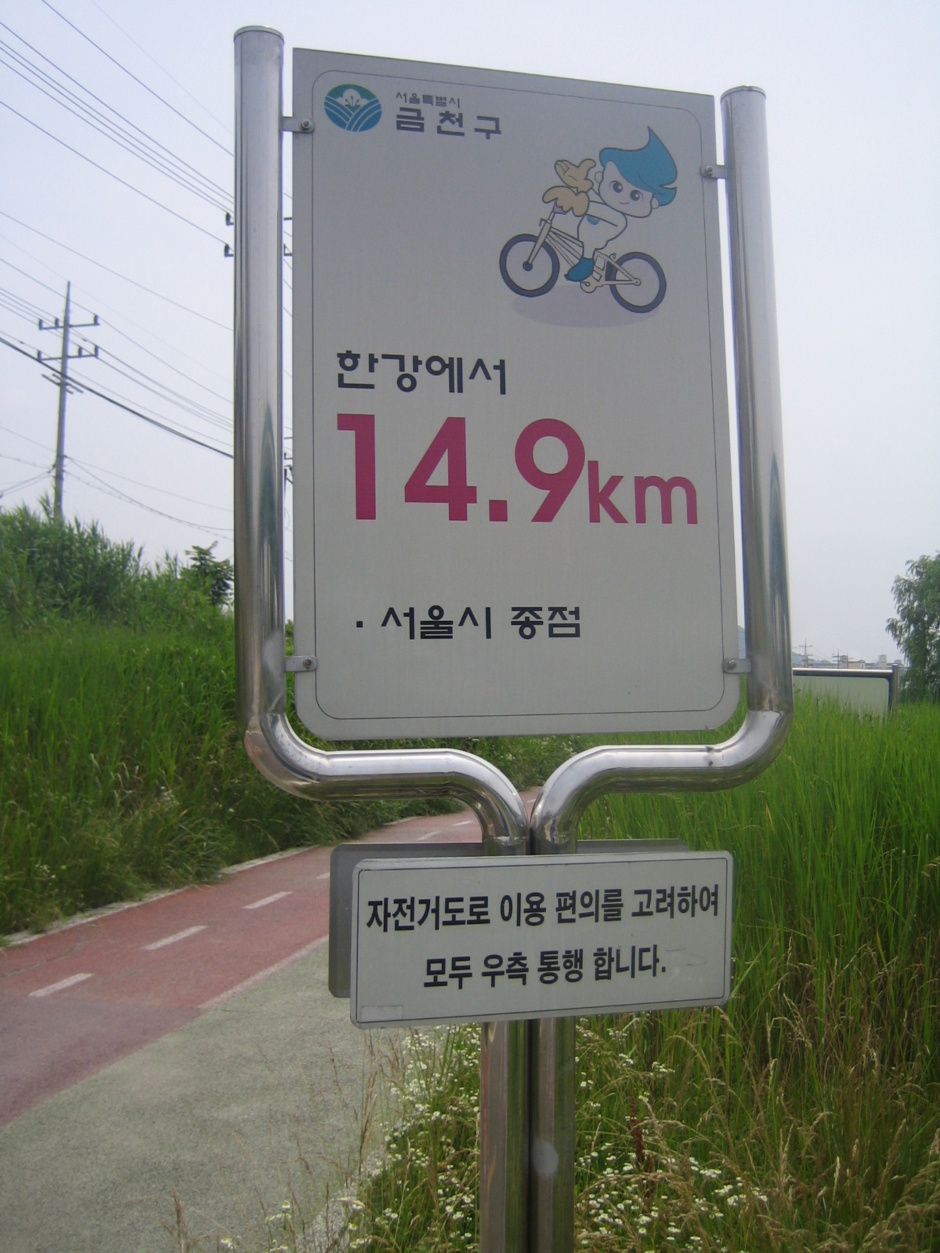 서울특별시
금천구
한강에서
14.9km
· 서울시 종점
자전거도로 이용 편의를 고려하여
모두 우측 통행 합니다.